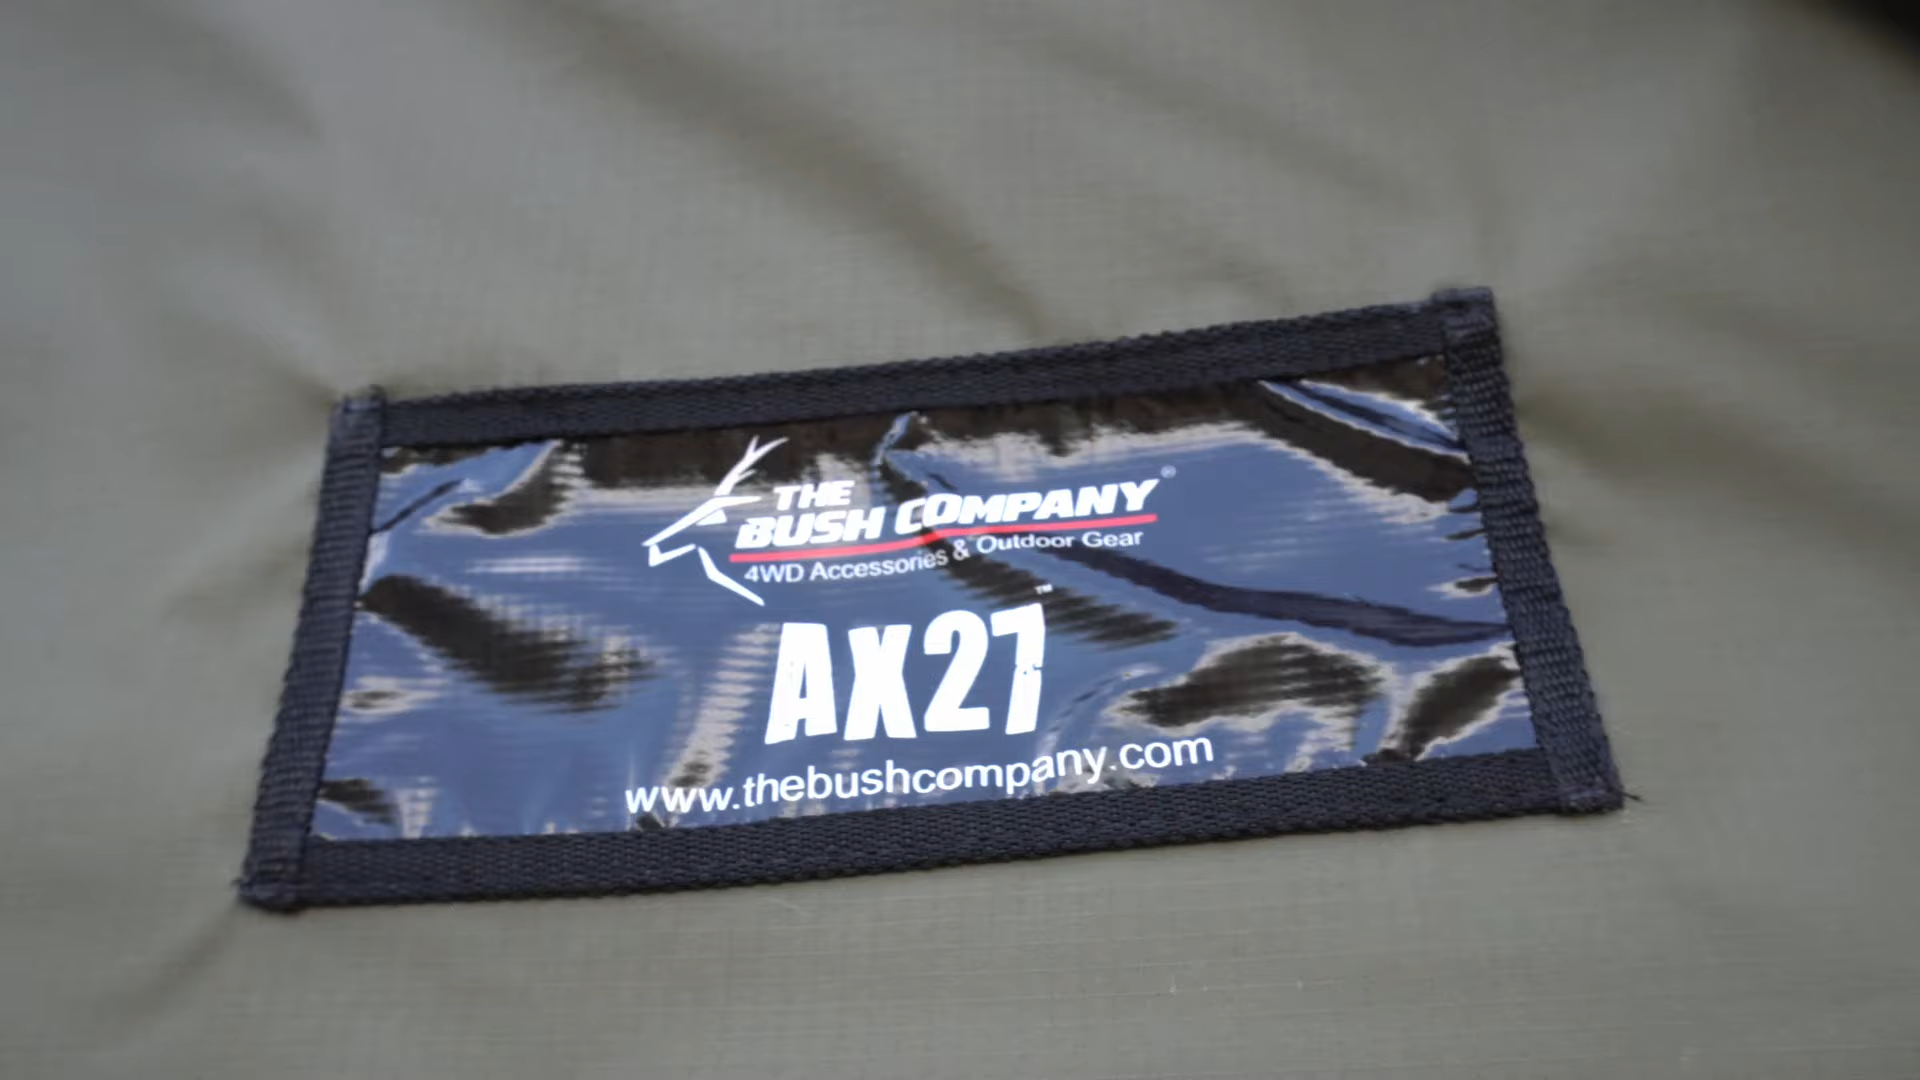 THE
BUSH COMPANY®
4WD Accessories & Outdoor Gear
AX27™
www.thebushcompany.com